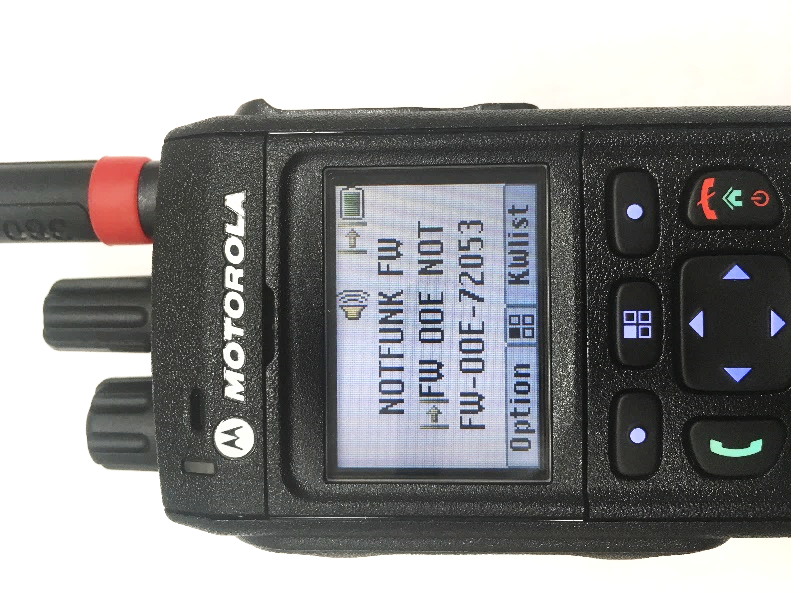 MOTOROLA
NOTFUNK FW
FW OOE NOT
FW-OOE-72053
Option Kwlist